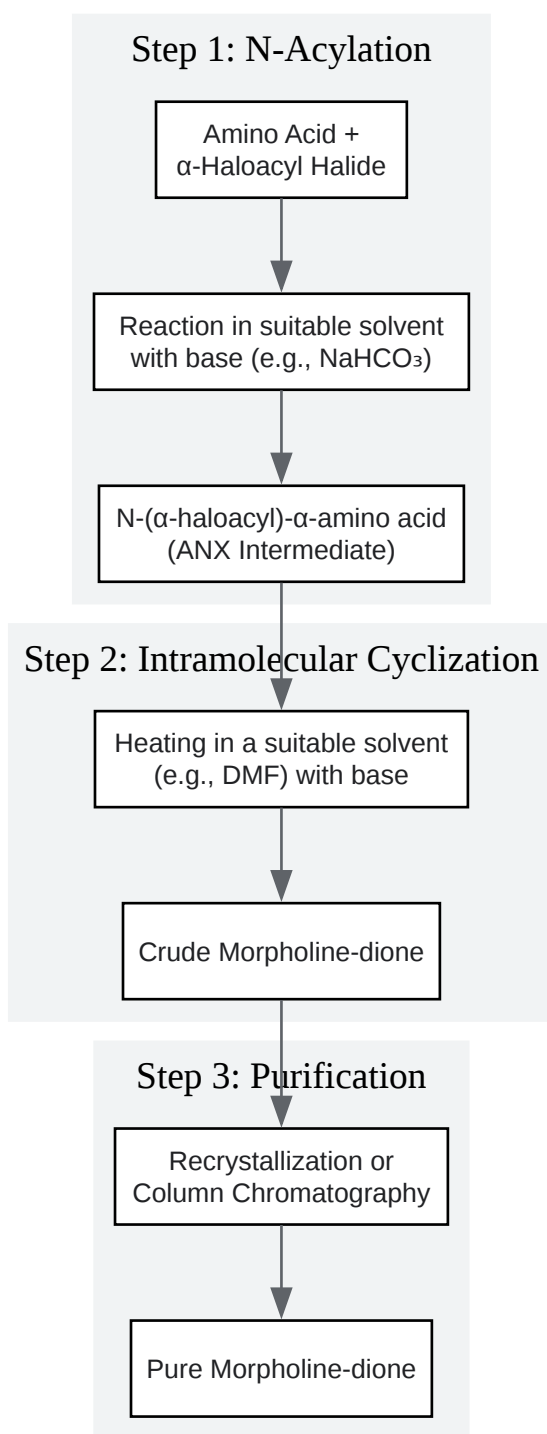 Step 1: N-Acylation
Amino Acid +
α-Haloacyl Halide
Reaction in suitable solvent
with base (e.g., NaHCO₃)
N-(α-haloacyl)-α-amino acid
(ANX Intermediate)
Step 2: Intramolecular Cyclization
Heating in a suitable solvent
(e.g., DMF) with base
Crude Morpholine-dione
Step 3: Purification
Recrystallization or
Column Chromatography
Pure Morpholine-dione